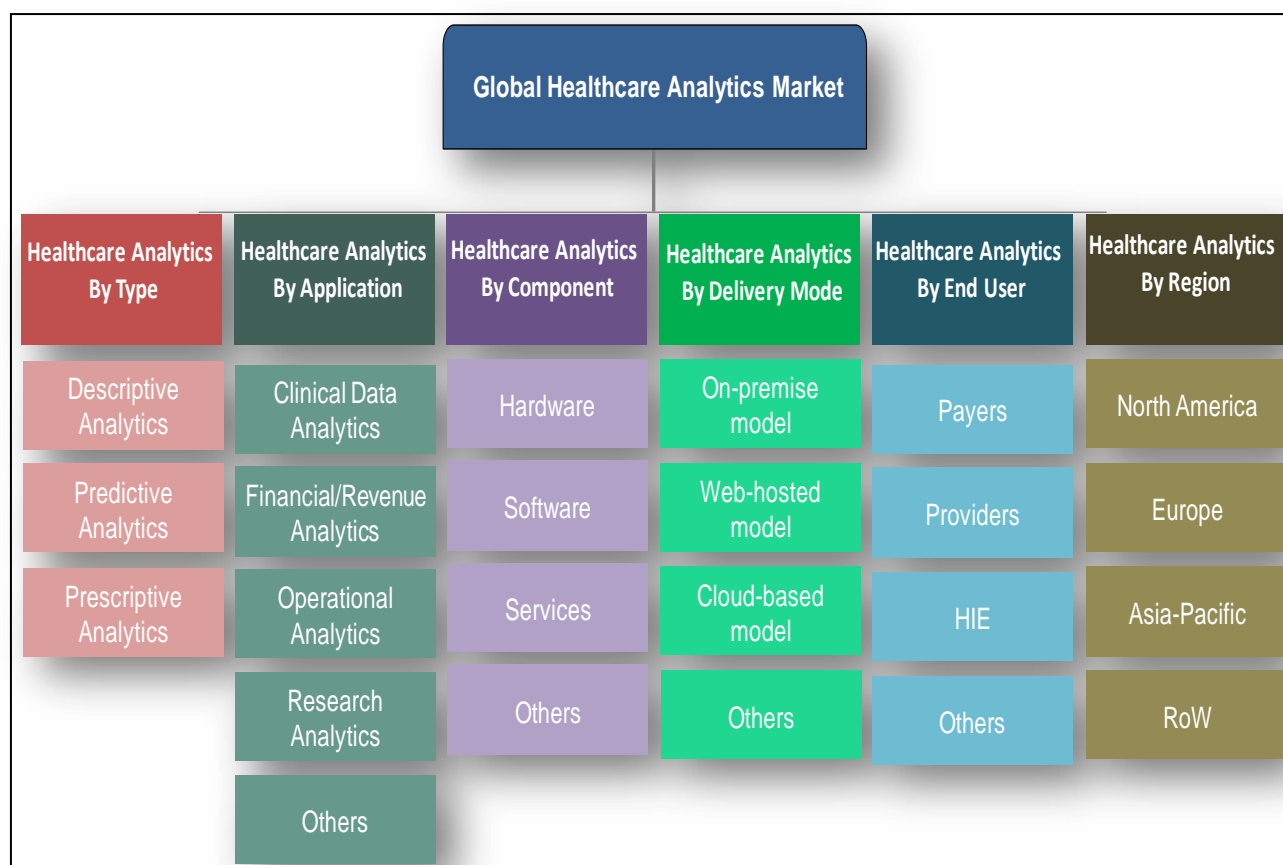 Global Healthcare Analytics Market
Healthcare Analytics
By Type
Descriptive
Analytics
Predictive
Analytics
Prescriptive
Analytics
Healthcare Analytics
By Application
Clinical Data
Analytics
Financial/Revenue
Analytics
Operational
Analytics
Research
Analytics
Others
Healthcare Analytics
By Component
Hardware
Software
Services
Others
Healthcare Analytics
By Delivery Mode
On-premise
model
Web-hosted
model
Cloud-based
model
Others
Healthcare Analytics
By End User
Payers
Providers
HIE
Others
Healthcare Analytics
By Region
North America
Europe
Asia-Pacific
RoW